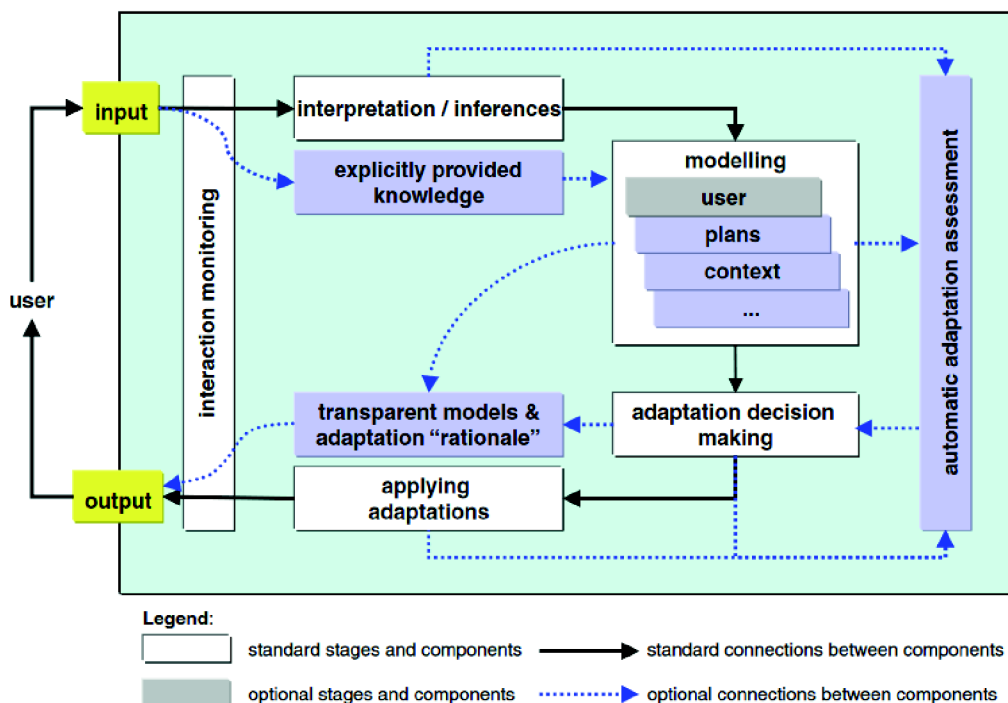 input
interpretation / inferences
explicitly provided
knowledge
modelling
user
plans
context
...
interaction monitoring
automatic adaptation assessment
user
transparent models &
adaptation “rationale”
adaptation decision
making
output
applying
adaptations
Legend:
standard stages and components
standard connections between components
optional stages and components
optional connections between components